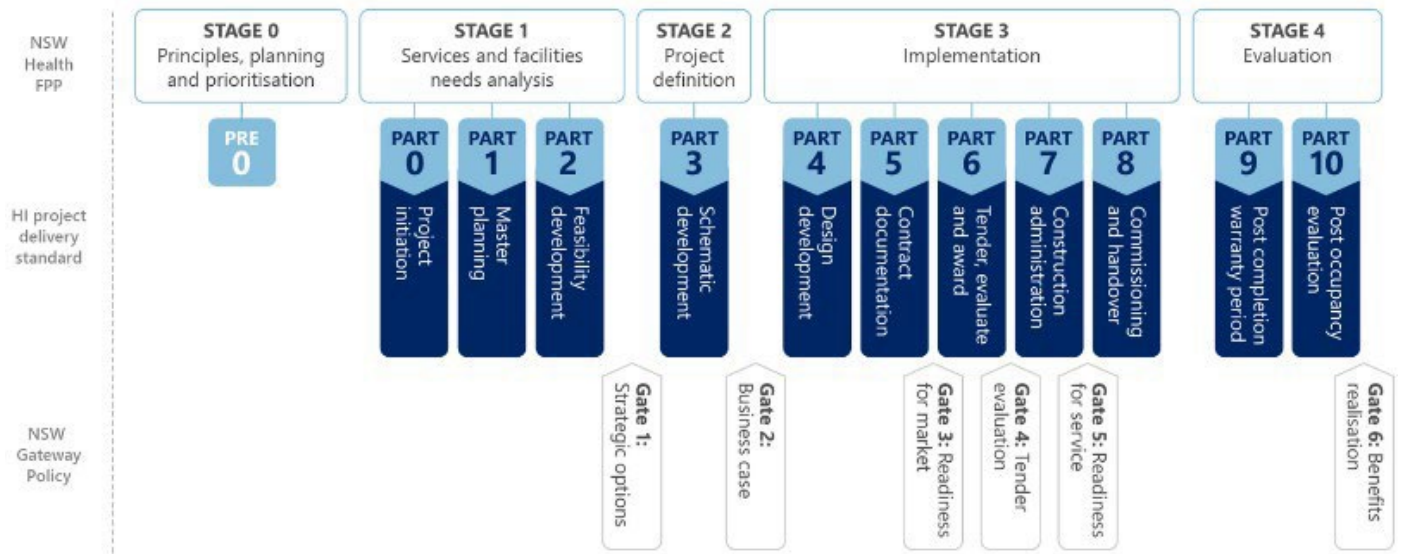 NSW
Health
FPP
STAGE 0
Principles, planning
and prioritisation
STAGE 1
Services and facilities
needs analysis
STAGE 2
Project
definition
STAGE 3
Implementation
STAGE 4
Evaluation
HI project
delivery
standard
PRE
0
PART
0
Project
initiation
PART
1
Master
planning
PART
2
Feasibility
development
PART
3
Schematic
development
PART
4
Design
development
PART
5
Contract
documentation
PART
6
Tender, evaluate
and award
PART
7
Construction
administration
PART
8
Commissioning
and handover
PART
9
Post completion
warranty period
PART
10
Post occupancy
evaluation
NSW
Gateway
Policy
Gate 1:
Strategic options
Gate 2:
Business case
Gate 3: Readiness
for market
Gate 4: Tender
evaluation
Gate 5: Readiness
for service
Gate 6: Benefits
realisation